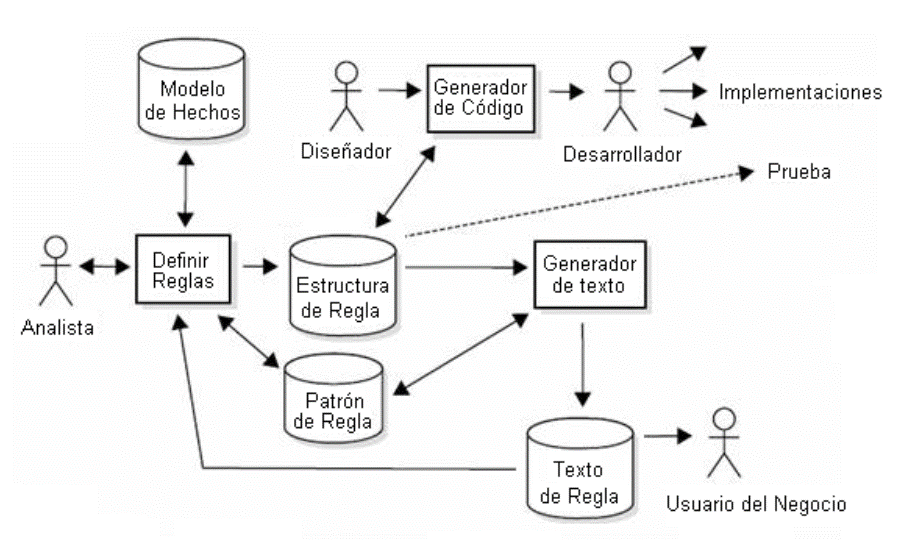 Modelo
de Hechos
Diseñador
Generador
de Código
Desarrollador
Implementaciones
Prueba
Analista
Definir
Reglas
Estructura
de Regla
Generador
de texto
Patrón
de Regla
Texto
de Regla
Usuario del Negocio